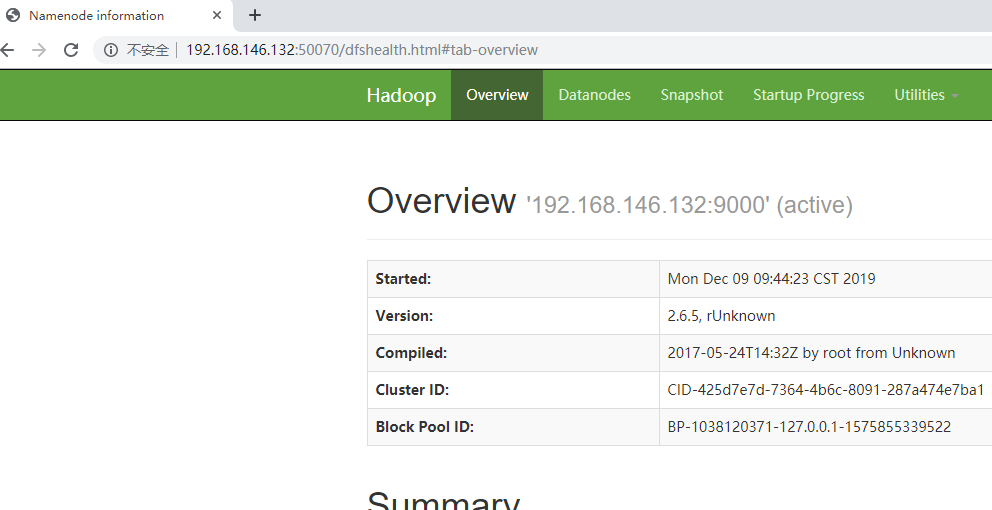 Namenode information
不安全 192.168.146.132:50070/dfshealth.html#tab-overview
Hadoop Overview Datanodes Snapshot Startup Progress Utilities
Overview '192.168.146.132:9000' (active)
Started: Mon Dec 09 09:44:23 CST 2019
Version: 2.6.5, rUnknown
Compiled: 2017-05-24T14:32Z by root from Unknown
Cluster ID: CID-425d7e7d-7364-4b6c-8091-287a474e7ba1
Block Pool ID: BP-1038120371-127.0.0.1-1575855339522
Summary